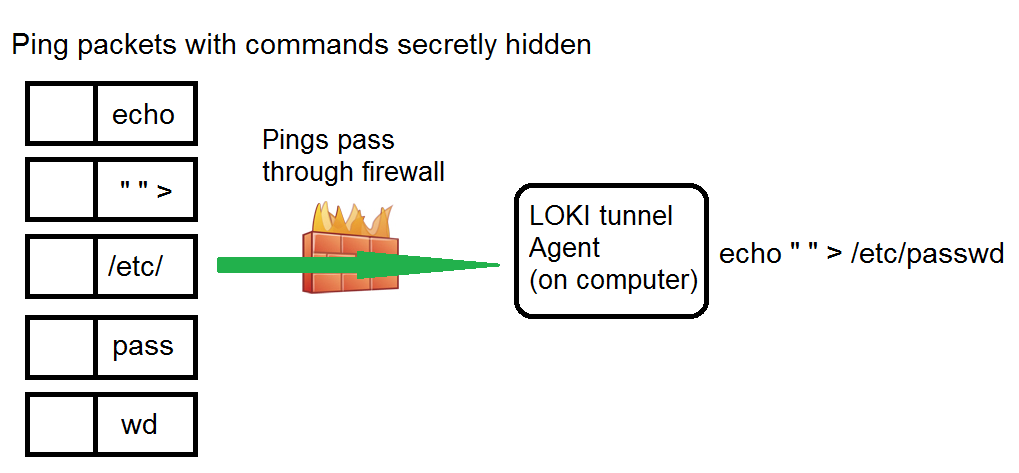 Ping packets with commands secretly hidden
echo
" " >
/etc/
pass
wd
Pings pass
through firewall
LOKI tunnel
Agent
(on computer)
echo " " > /etc/passwd